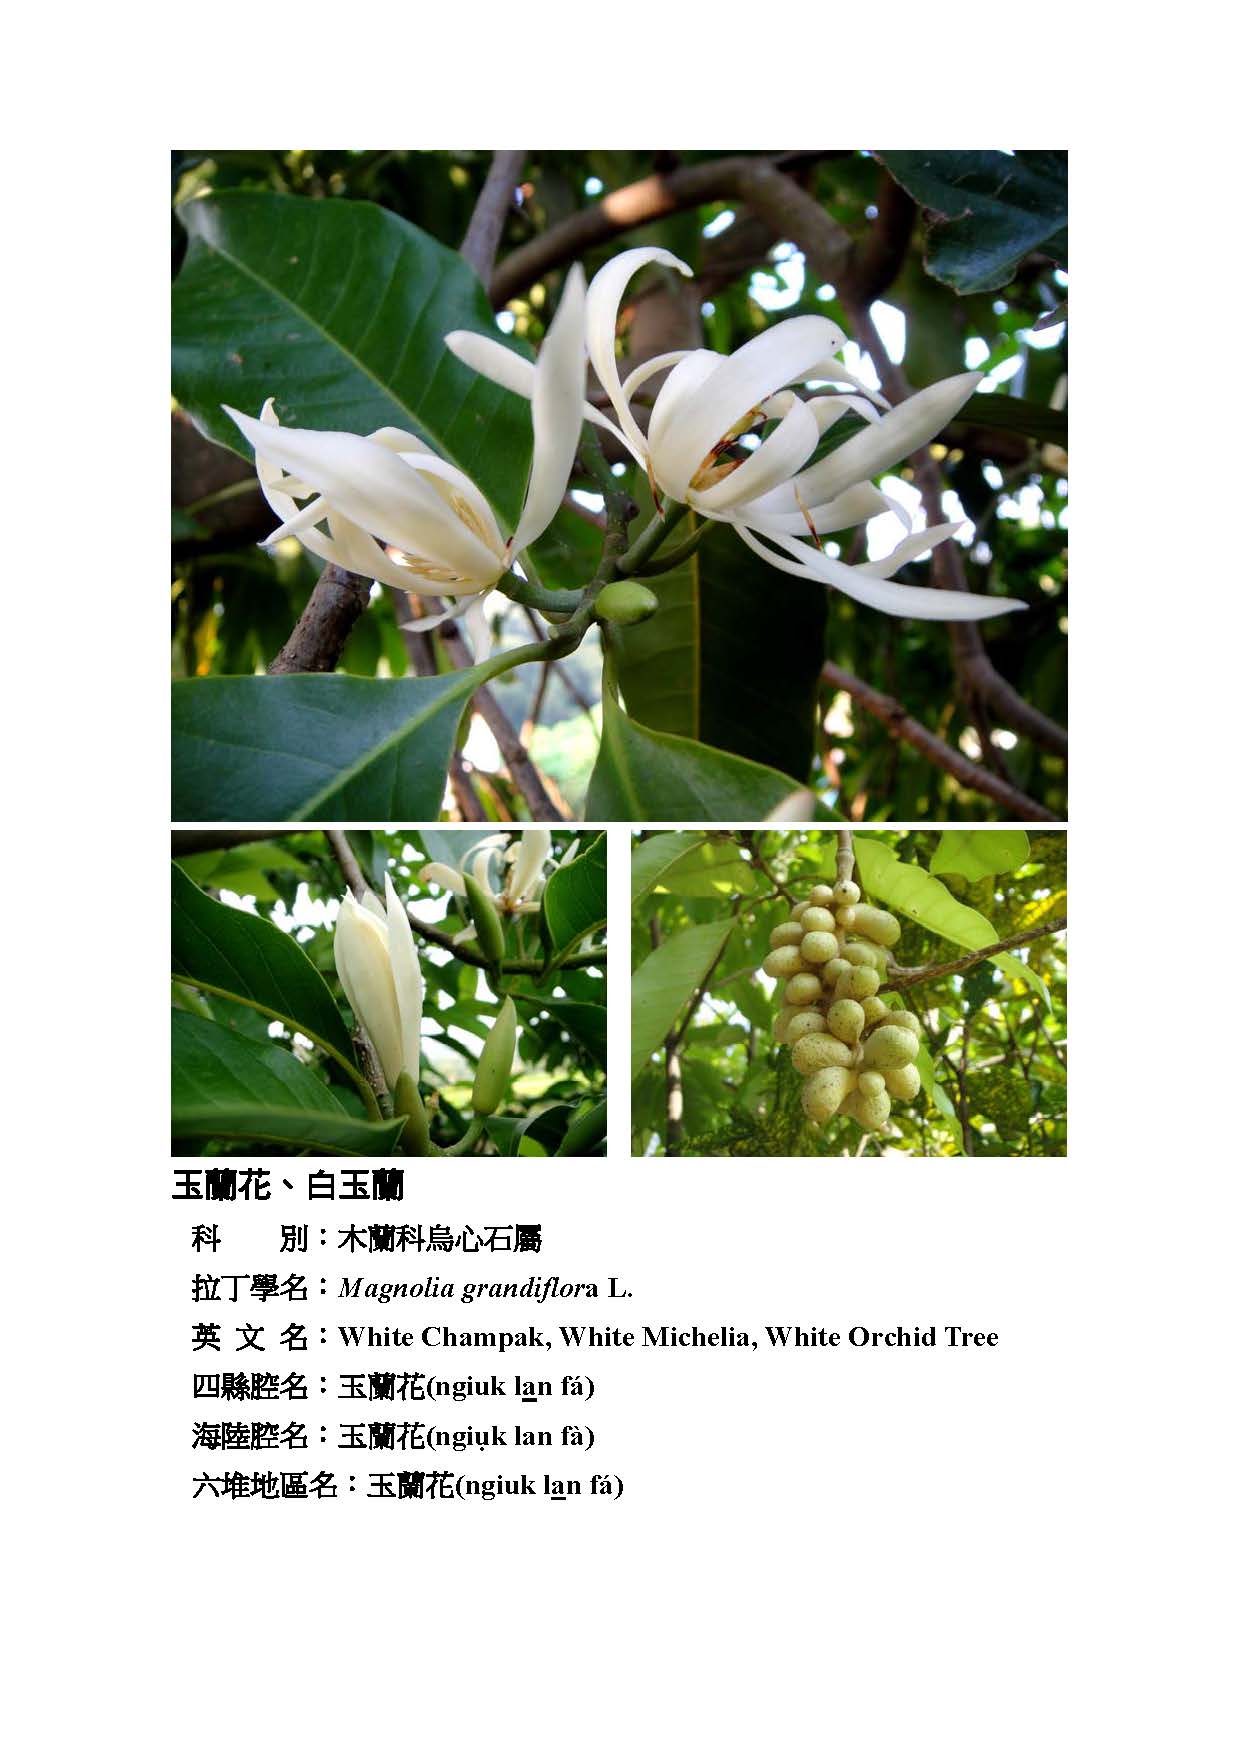 玉蘭花、白玉蘭
科　　別：木蘭科烏心石屬
拉丁學名：Magnolia grandiflora L.
英 文 名：White Champak, White Michelia, White Orchid Tree
四縣腔名：玉蘭花(ngiuk la̲n fá)
海陸腔名：玉蘭花(ngiụk lan fà)
六堆地區名：玉蘭花(ngiuk la̲n fá)